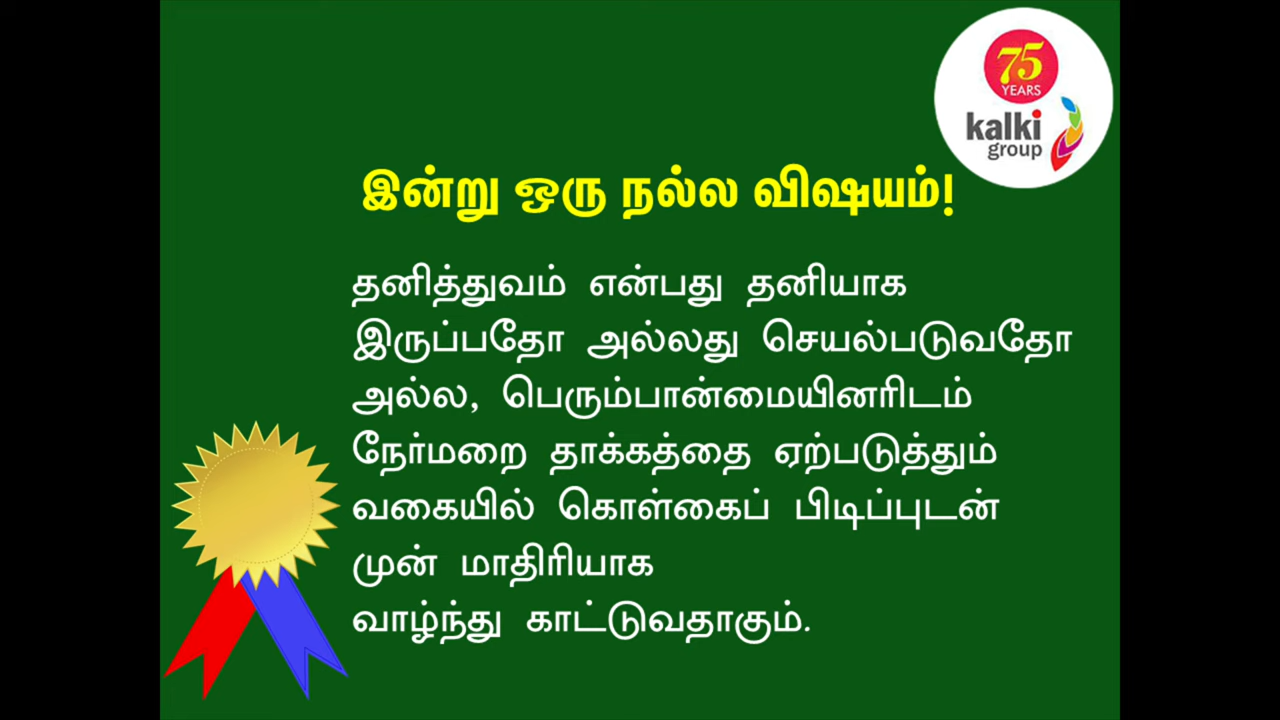 75
YEARS
kalki
group
இன்று ஒரு நல்ல விஷயம்!
தனித்துவம் என்பது தனியாக
இருப்பதோ அல்லது செயல்படுவதோ
அல்ல, பெரும்பான்மையினரிடம்
நேர்மறை தாக்கத்தை ஏற்படுத்தும்
வகையில் கொள்கைப் பிடிப்புடன்
முன் மாதிரியாக
வாழ்ந்து காட்டுவதாகும்.